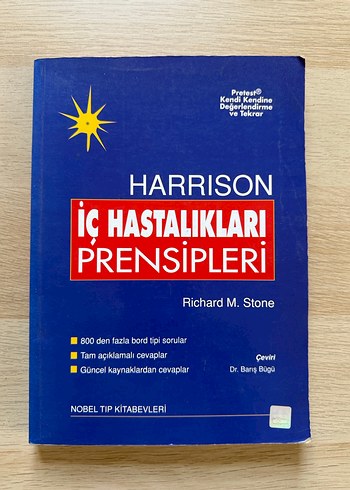 Pretest®
Kendi Kendine
Değerlendirme
ve Tekrar
HARRISON
İÇ HASTALIKLARI
PRENSİPLERİ
Richard M. Stone
800 den fazla bord tipi sorular
Tam açıklamalı cevaplar
Güncel kaynaklardan cevaplar
Çeviri
Dr. Barış Bügü
NOBEL TIP KİTABEVLERİ